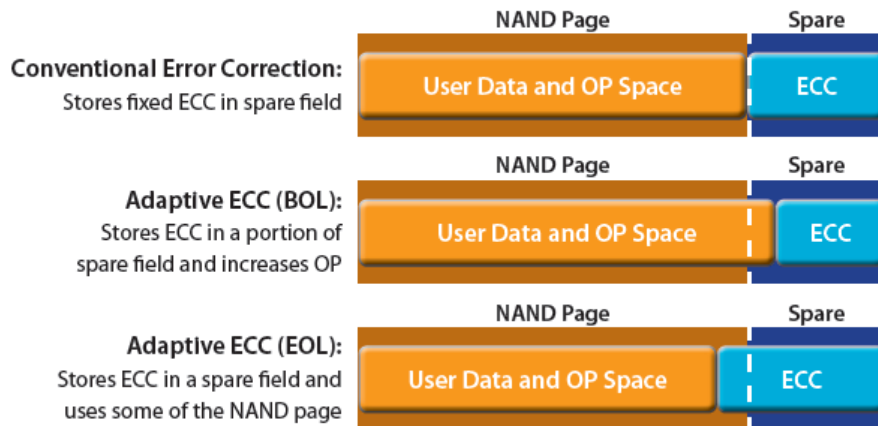 NAND Page Spare
Conventional Error Correction:
Stores fixed ECC in spare field
User Data and OP Space ECC
NAND Page Spare
Adaptive ECC (BOL):
Stores ECC in a portion of
spare field and increases OP
User Data and OP Space ECC
NAND Page Spare
Adaptive ECC (EOL):
Stores ECC in a spare field and
uses some of the NAND page
User Data and OP Space ECC